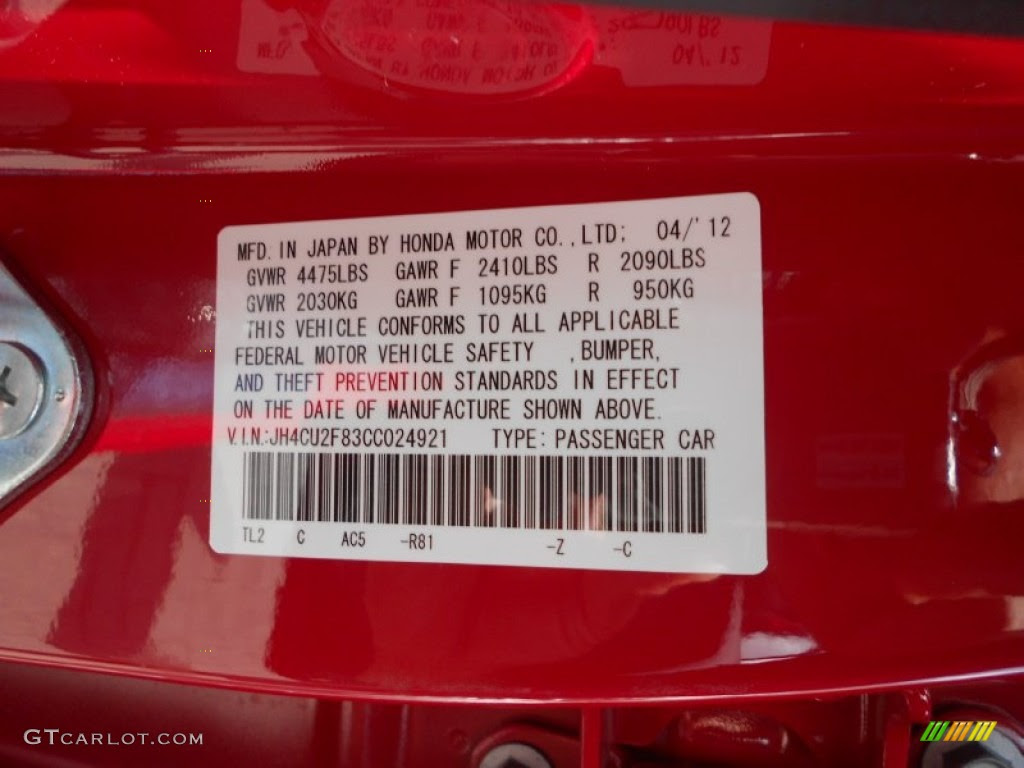 MFD. IN JAPAN BY HONDA MOTOR CO.,LTD; 04/'12
GVWR 4475LBS GAWR F 2410LBS R 2090LBS
GVWR 2030KG GAWR F 1095KG R 950KG
THIS VEHICLE CONFORMS TO ALL APPLICABLE
FEDERAL MOTOR VEHICLE SAFETY ,BUMPER,
AND THEFT PREVENTION STANDARDS IN EFFECT
ON THE DATE OF MANUFACTURE SHOWN ABOVE.
V.I.N.:JH4CU2F83CC024921 TYPE: PASSENGER CAR
TL2 C AC5 -R81 -Z -C
GTCARLOT.COM